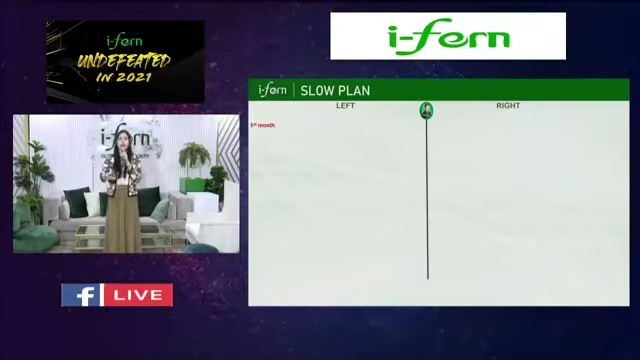 i-fern
UNDEFEATED
IN 2021
i-fern
i-fern
SLOW PLAN
LEFT
RIGHT
1st month
i-fern
f LIVE